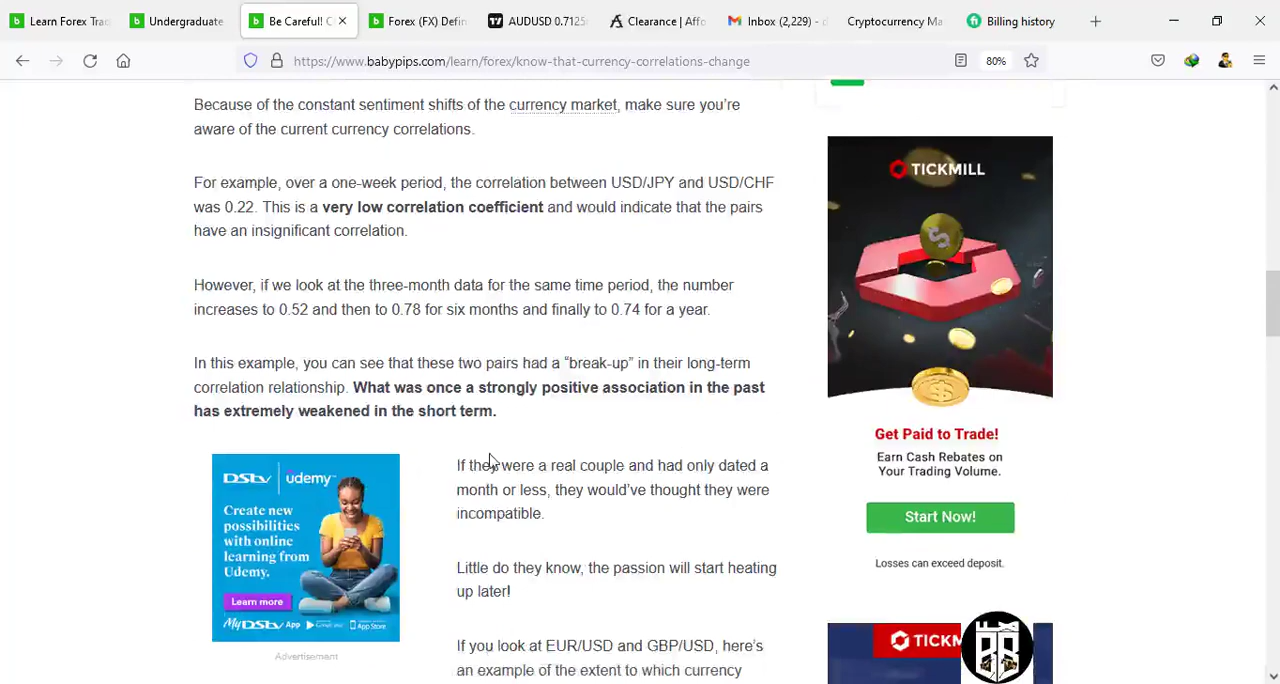 Learn Forex Tra
Undergraduate
Be Careful! C
Forex (FX) Defin
AUDUSD 0.7125
Clearance | Affo
Inbox (2,229) - d
Cryptocurrency Ma
Billing history
https://www.babypips.com/learn/forex/know-that-currency-correlations-change
80%
Because of the constant sentiment shifts of the currency market, make sure you're
aware of the current currency correlations.
For example, over a one-week period, the correlation between USD/JPY and USD/CHF
was 0.22. This is a very low correlation coefficient and would indicate that the pairs
have an insignificant correlation.
However, if we look at the three-month data for the same time period, the number
increases to 0.52 and then to 0.78 for six months and finally to 0.74 for a year.
In this example, you can see that these two pairs had a “break-up” in their long-term
correlation relationship. What was once a strongly positive association in the past
has extremely weakened in the short term.
DStv udemy
Create new
possibilities
with online
learning from
Udemy.
Learn more
MyDStv App
Google Play
App Store
Advertisement
If they were a real couple and had only dated a
month or less, they would've thought they were
incompatible.
Little do they know, the passion will start heating
up later!
If you look at EUR/USD and GBP/USD, here's
an example of the extent to which currency
TICKMILL
Get Paid to Trade!
Earn Cash Rebates on
Your Trading Volume.
Start Now!
Losses can exceed deposit.
TICKM